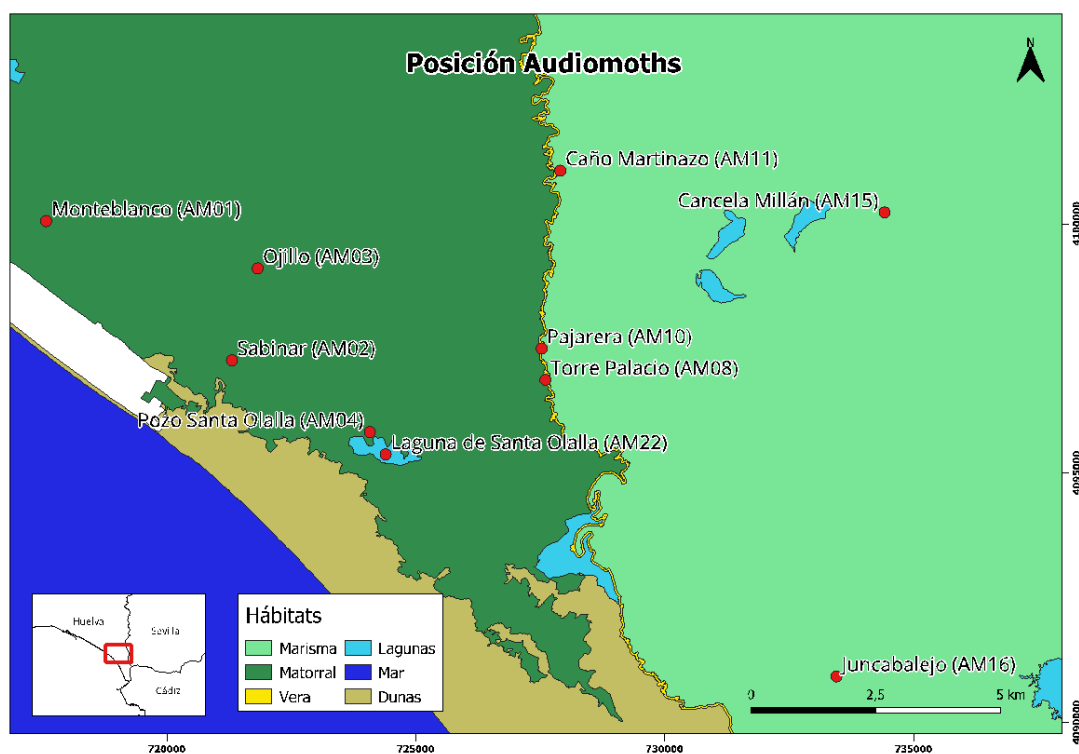 Posición Audiomoths
N
Caño Martinazo (AM11)
Cancela Millán (AM15)
Monteblanco (AM01)
Ojillo (AM03)
Pajarera (AM10)
Sabinar (AM02)
Torre Palacio (AM08)
Pozo Santa Olalla (AM04)
Laguna de Santa Olalla (AM22)
Juncabalejo (AM16)
Huelva
Sevilla
Cádiz
Hábitats
Marisma
Lagunas
Matorral
Mar
Vera
Dunas
0
2,5
5 km
720000
725000
730000
735000
4100000
4095000
4090000